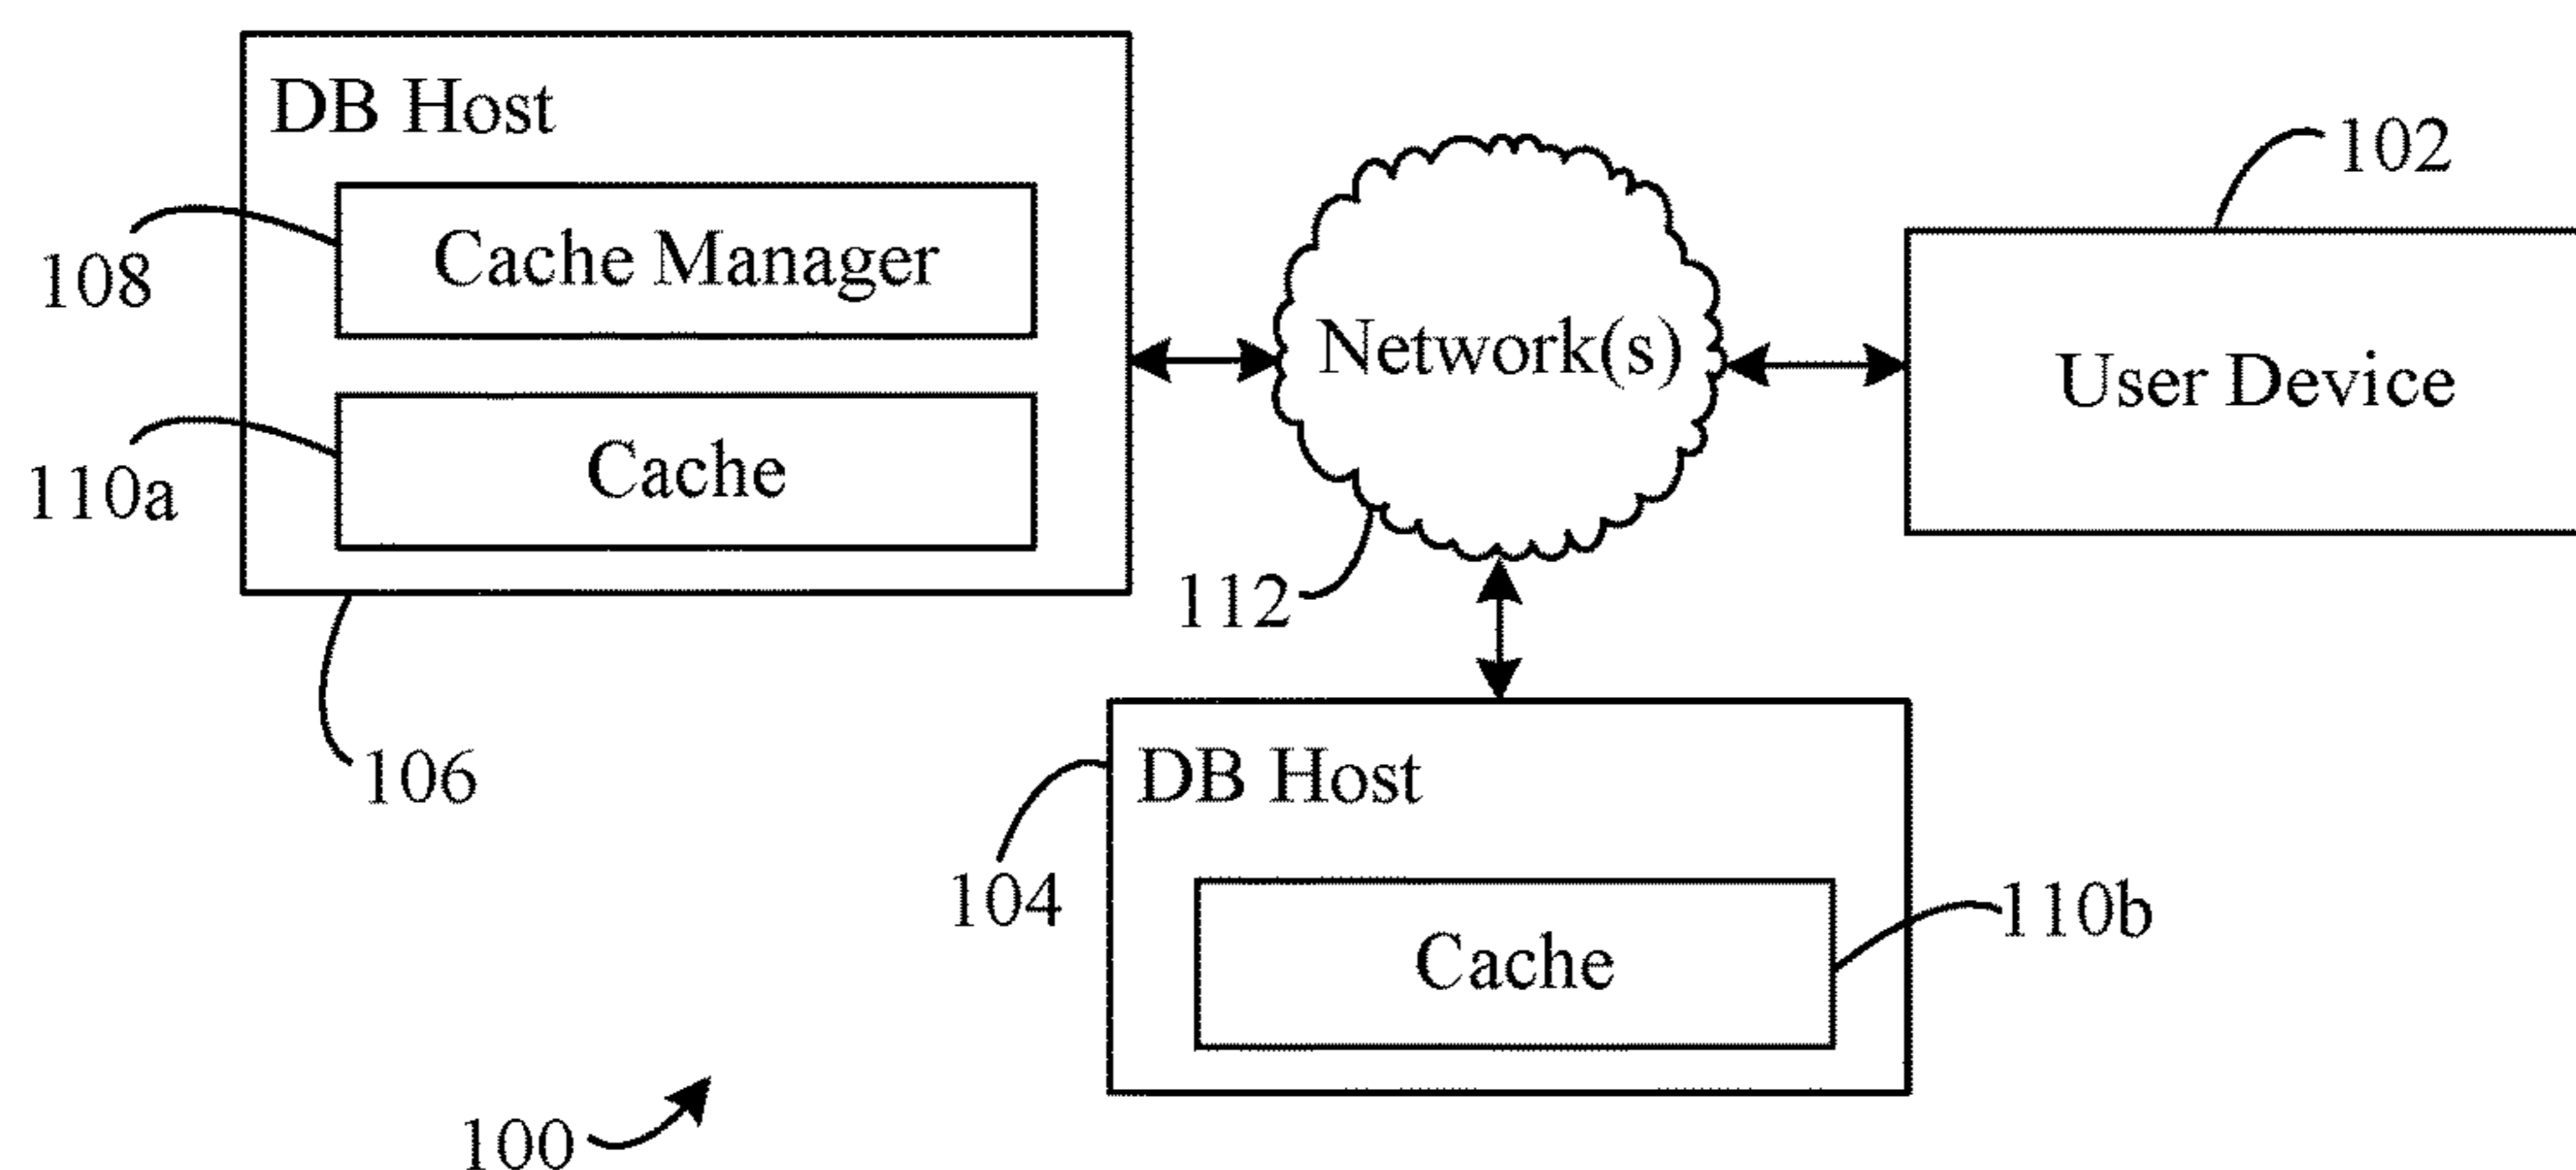 DB Host
102
Cache Manager
108
Network(s)
User Device
Cache
110a
112
106
DB Host
104
110b
Cache
100